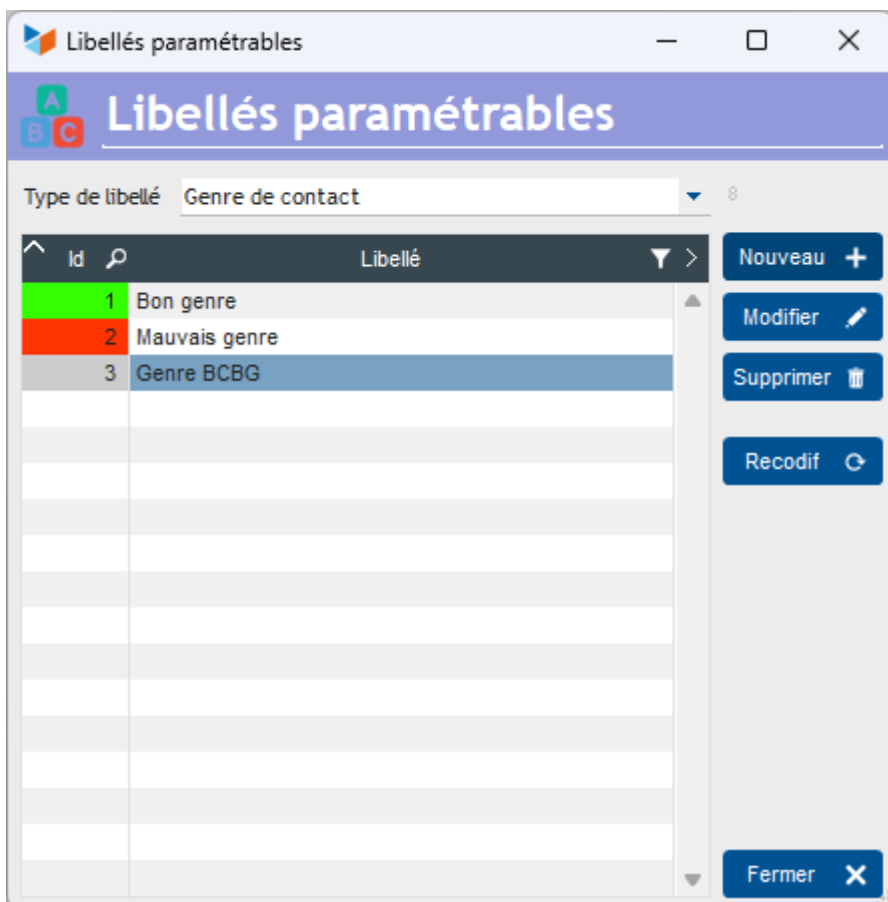 Libellés paramétrables
A
B C
Libellés paramétrables
Type de libellé Genre de contact 8
Id Libellé
Nouveau
1 Bon genre
Modifier
2 Mauvais genre
3 Genre BCBG
Supprimer
Recodif
Fermer